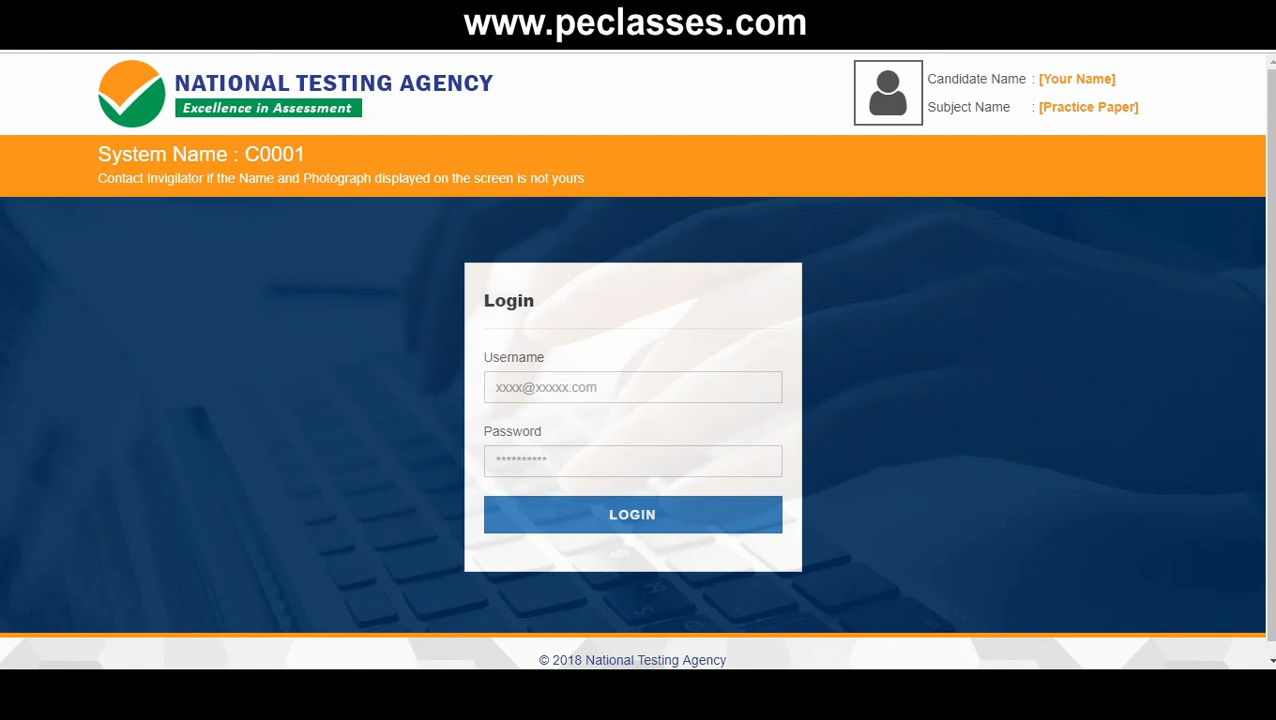 www.peclasses.com
NATIONAL TESTING AGENCY
Excellence in Assessment
Candidate Name : [Your Name]
Subject Name : [Practice Paper]
System Name : C0001
Contact Invigilator if the Name and Photograph displayed on the screen is not yours
Login
Username
xxxx@xxxxx.com
Password
**********
LOGIN
© 2018 National Testing Agency